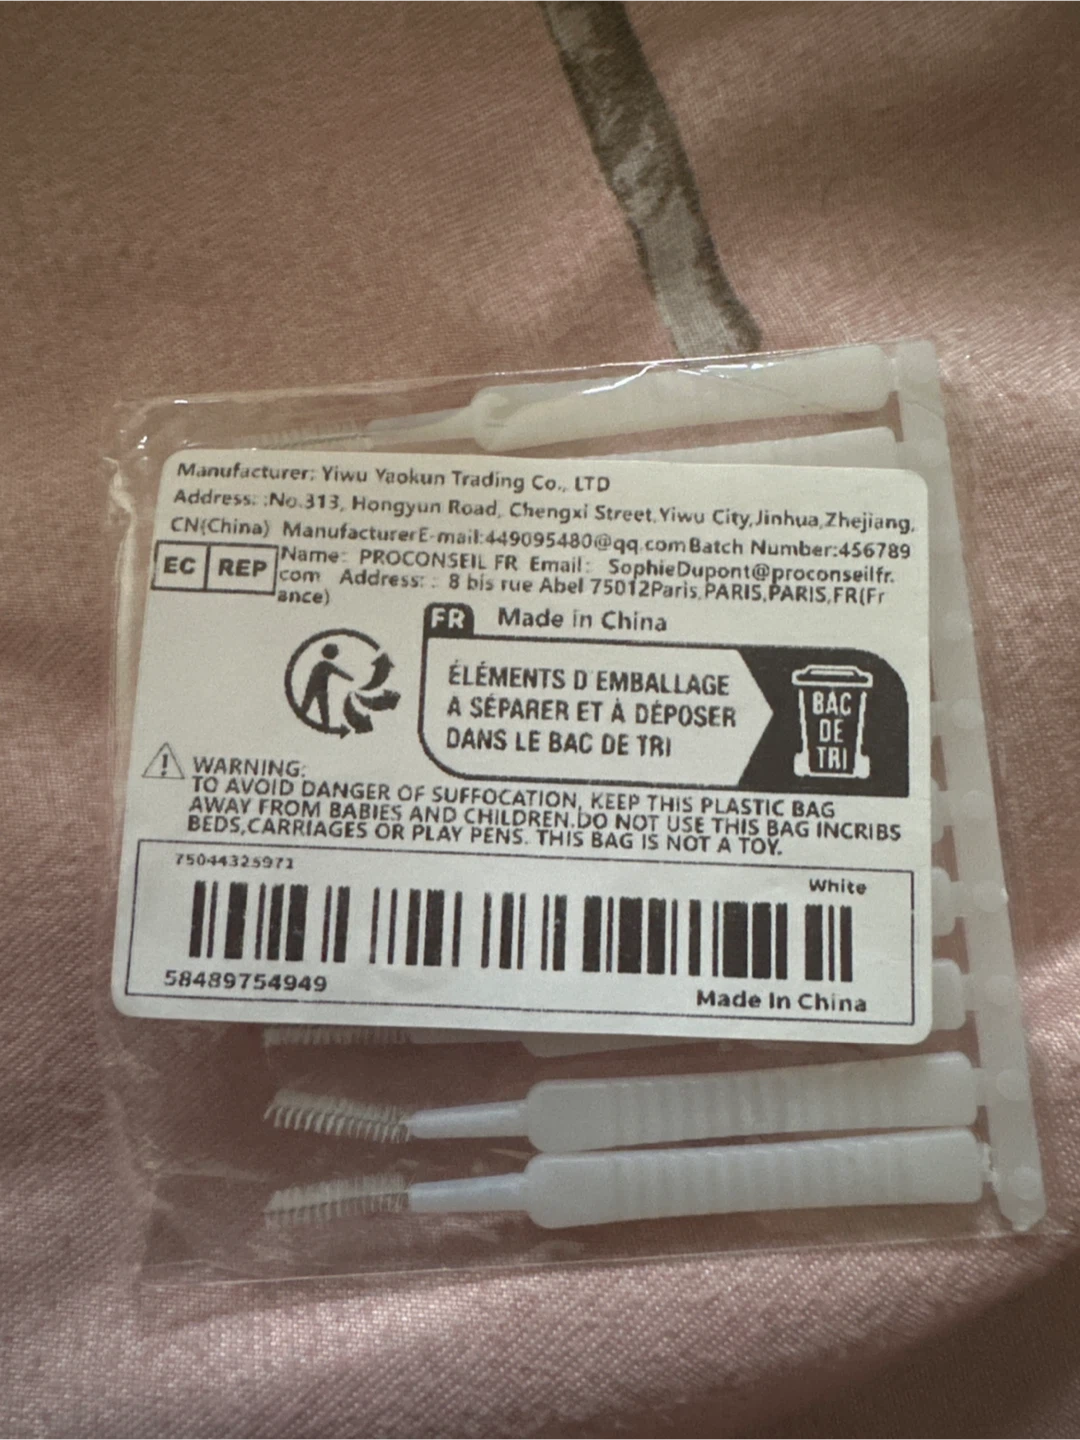 Manufacturer: Yiwu Yaokun Trading Co., LTD
Address: :No.313, Hongyun Road, Chengxi Street,Yiwu City,Jinhua,Zhejiang,
CN(China) ManufacturerE-mail:449095480@qq.com Batch Number:456789
EC REP
Name: PROCONSEIL FR Email: SophieDupont@proconseilfr.
com Address: : 8 bis rue Abel 75012Paris,PARIS,PARIS,FR(Fr
ance)
FR Made in China
ÉLÉMENTS D'EMBALLAGE
A SÉPARER ET À DÉPOSER
DANS LE BAC DE TRI
BAC
DE
TRI
WARNING:
TO AVOID DANGER OF SUFFOCATION, KEEP THIS PLASTIC BAG
AWAY FROM BABIES AND CHILDREN.DO NOT USE THIS BAG INCRIBS
BEDS,CARRIAGES OR PLAY PENS. THIS BAG IS NOT A TOY.
75044325971
White
58489754949
Made In China